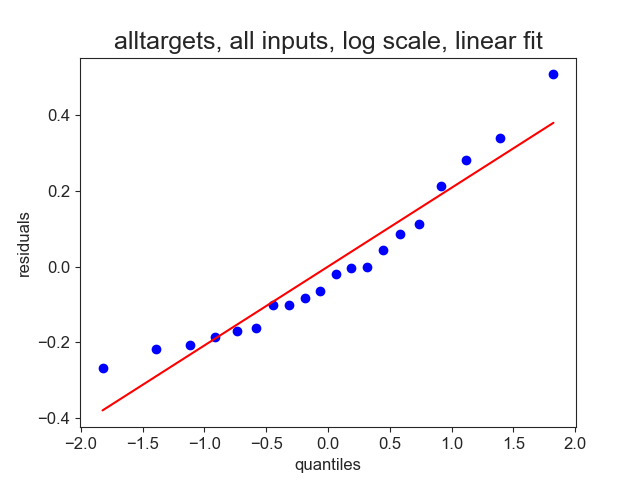 alltargets, all inputs, log scale, linear fit
0.4
0.2
0.0
−0.2
−0.4
residuals
−2.0 −1.5 −1.0 −0.5 0.0 0.5 1.0 1.5 2.0
quantiles